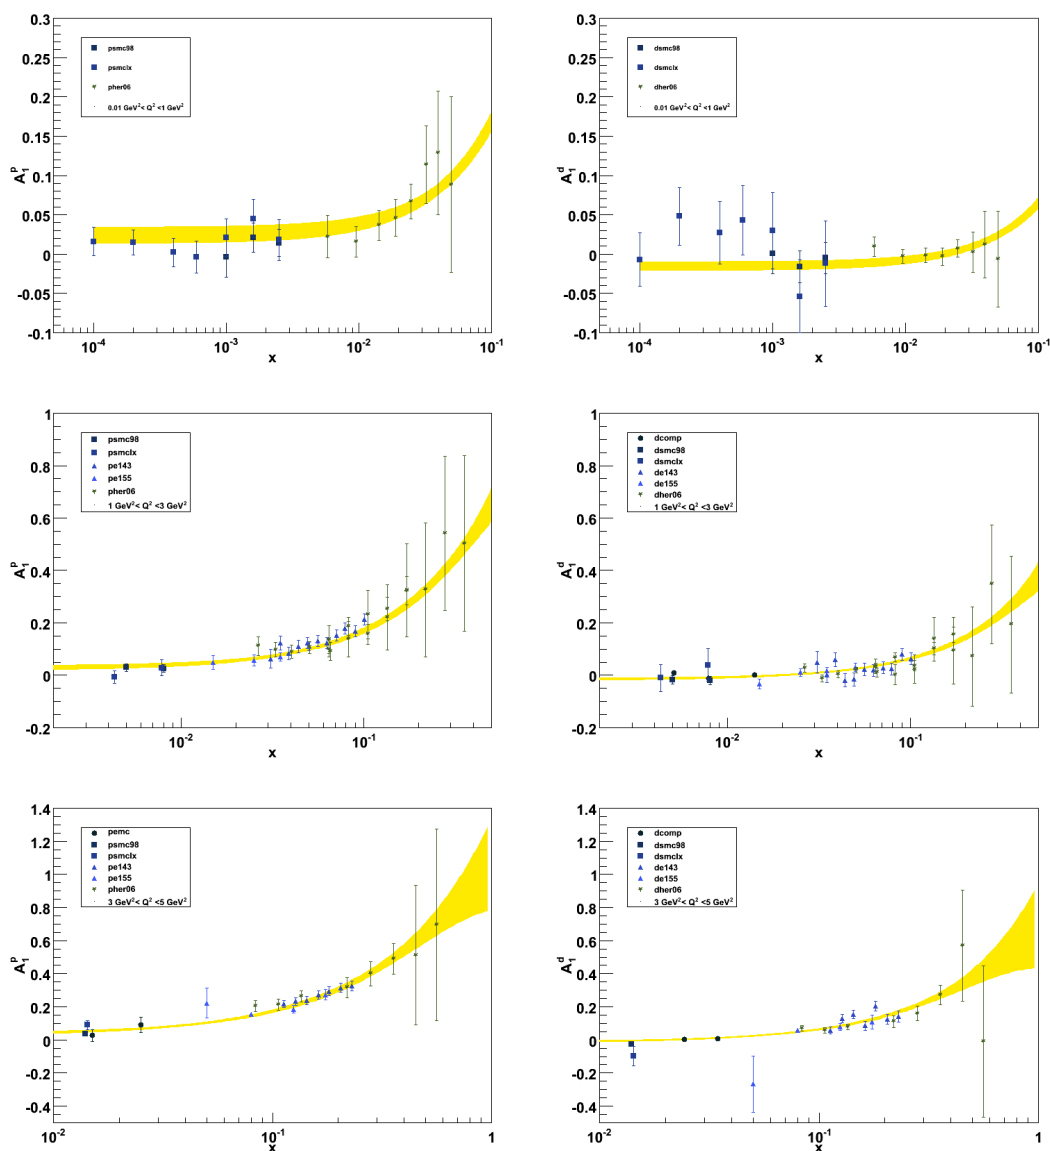 0.3
0.25
0.2
0.15
0.1
0.05
0
-0.05
-0.1
A₁ᵖ
psmc98
psmclx
pher06
0.01 GeV²< Q² <1 GeV²
10⁻⁴ 10⁻³ 10⁻² 10⁻¹
x
0.3
0.25
0.2
0.15
0.1
0.05
0
-0.05
-0.1
A₁ᵈ
dsmc98
dsmclx
dher06
0.01 GeV²< Q² <1 GeV²
10⁻⁴ 10⁻³ 10⁻² 10⁻¹
x
1
0.8
0.6
0.4
0.2
0
-0.2
A₁ᵖ
psmc98
psmclx
pe143
pe155
pher06
1 GeV²< Q² <3 GeV²
10⁻² 10⁻¹
x
1
0.8
0.6
0.4
0.2
0
-0.2
A₁ᵈ
dcomp
dsmc98
dsmclx
de143
de155
dher06
1 GeV²< Q² <3 GeV²
10⁻² 10⁻¹
x
1.4
1.2
1
0.8
0.6
0.4
0.2
0
-0.2
-0.4
A₁ᵖ
pemc
psmc98
psmclx
pe143
pe155
pher06
3 GeV²< Q² <5 GeV²
10⁻² 10⁻¹ 1
x
1.4
1.2
1
0.8
0.6
0.4
0.2
0
-0.2
-0.4
A₁ᵈ
dcomp
dsmc98
dsmclx
de143
de155
dher06
3 GeV²< Q² <5 GeV²
10⁻² 10⁻¹ 1
x